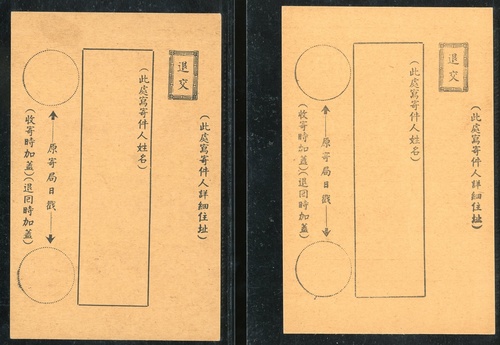 退交
(此處寫寄件人詳細住址)
(此處寫寄件人姓名)
原寄局日戳
(收寄時加蓋)(退回時加蓋)
退交
(此處寫寄件人詳細住址)
(此處寫寄件人姓名)
原寄局日戳
(收寄時加蓋)(退回時加蓋)